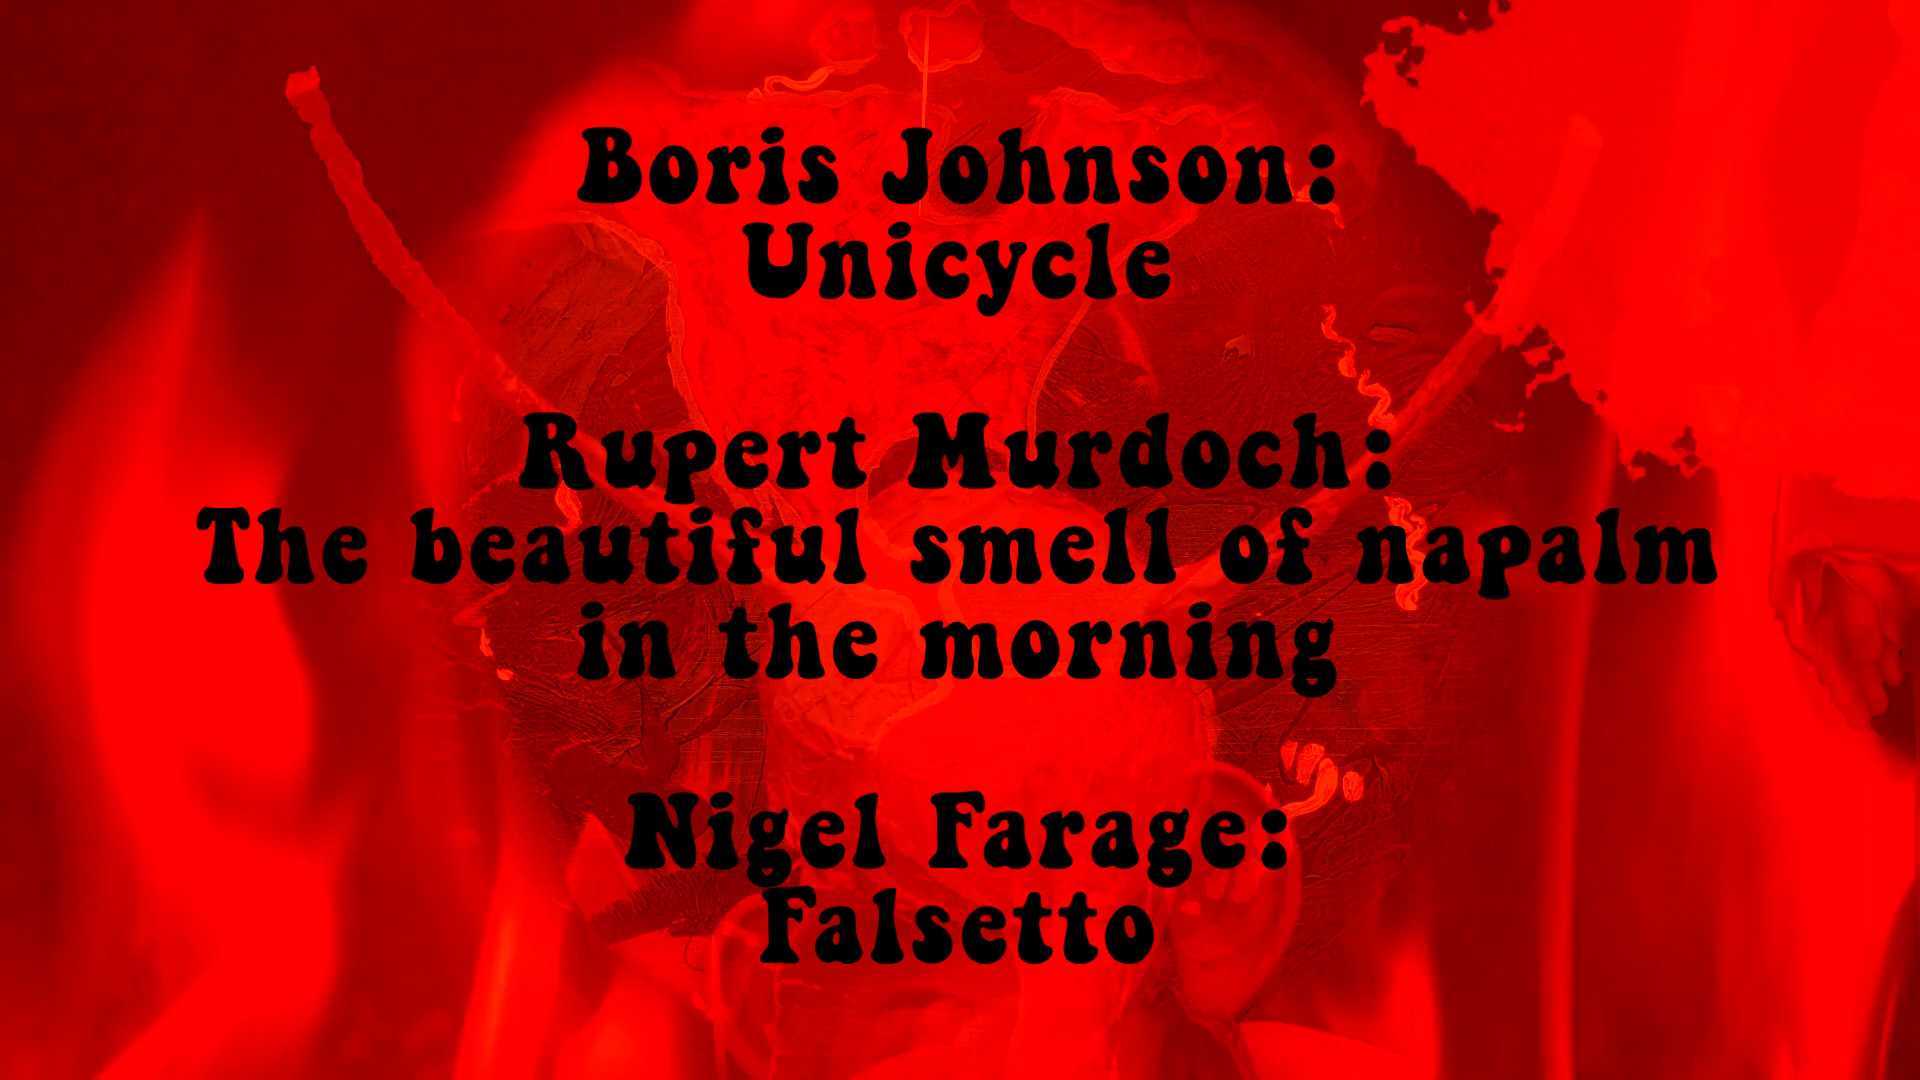 Boris Johnson:
Unicycle
Rupert Murdoch:
The beautiful smell of napalm
in the morning
Nigel Farage:
Falsetto